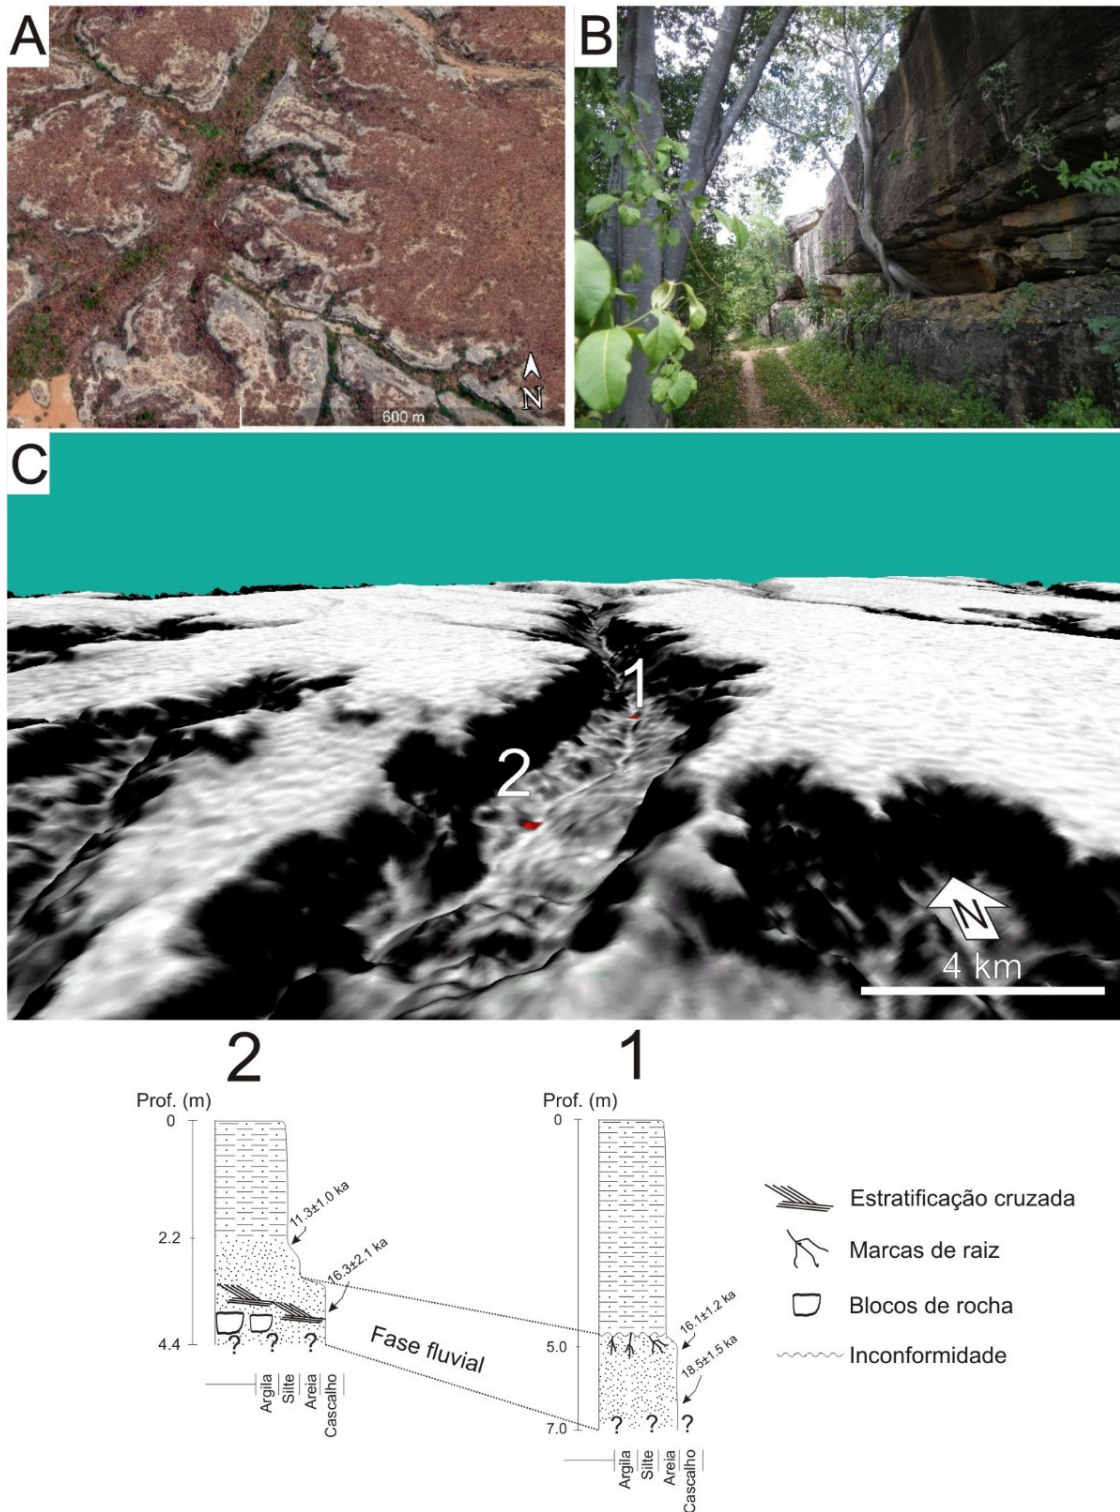 A
B
N
600 m
C
1
2
N
4 km
2
1
Prof. (m)
0
2.2
4.4
11.3±1.0 ka
16.3±2.1 ka
? ? ?
Argila
Silte
Areia
Cascalho
Fase fluvial
Prof. (m)
0
5.0
7.0
16.1±1.2 ka
18.5±1.5 ka
? ? ?
Argila
Silte
Areia
Cascalho
Estratificação cruzada
Marcas de raiz
Blocos de rocha
Inconformidade